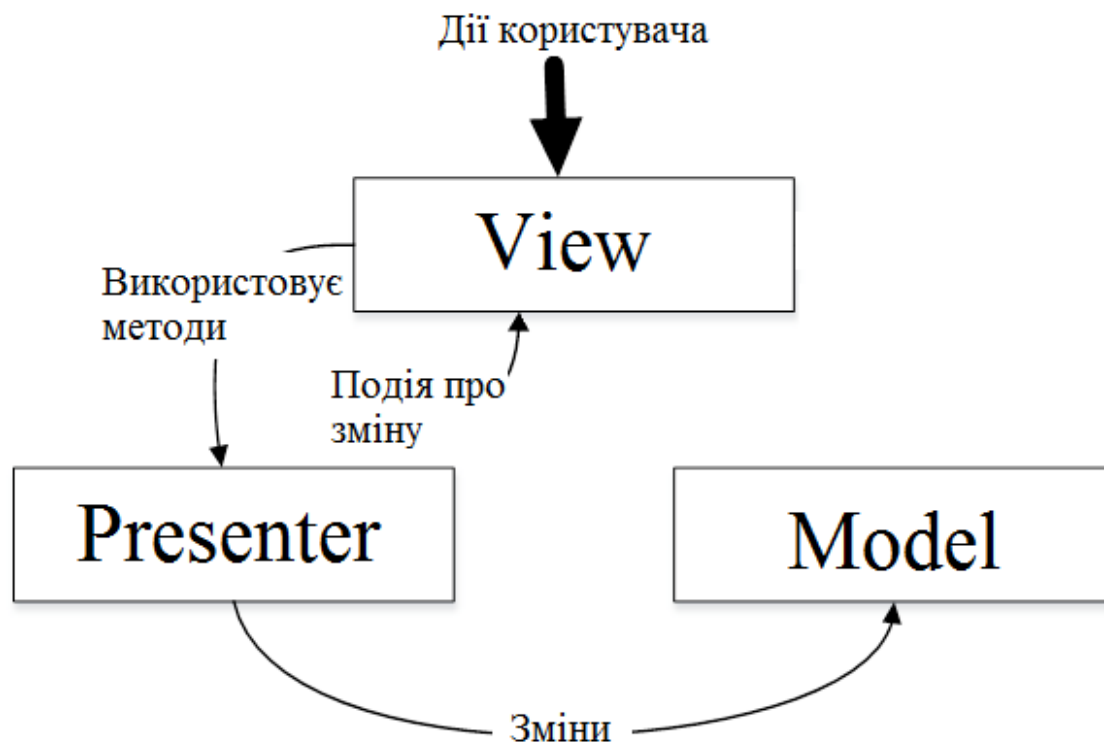 Дії користувача
View
Використовує
методи
Подія про
зміну
Presenter
Model
Зміни